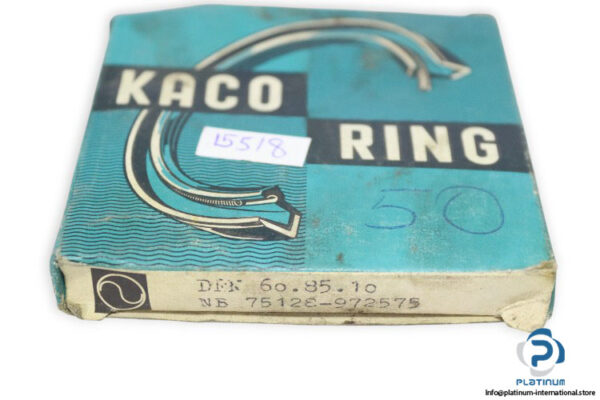 KACO
RING
15518
50
DFK 60.85.10
NB 75128-972575
PLATINUM
info@platinum-international.store